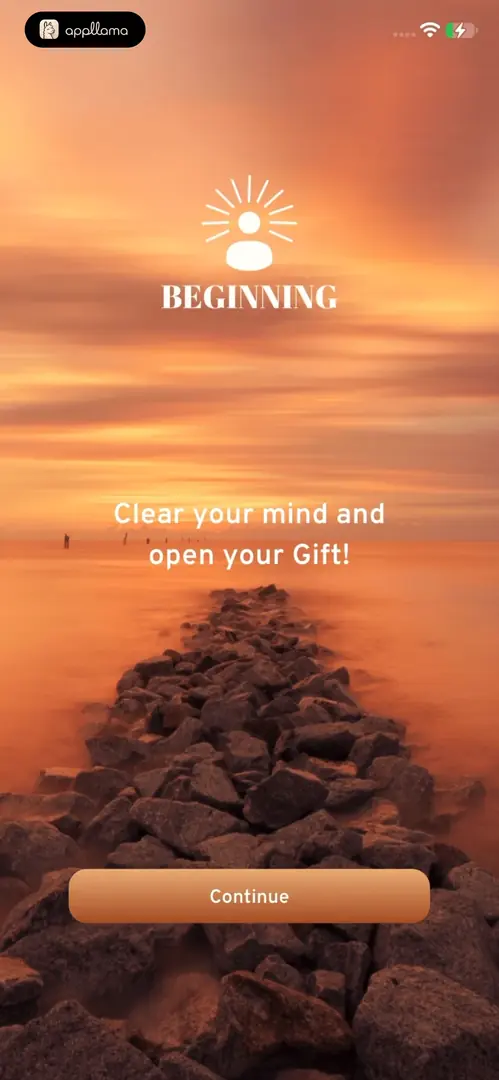 appllama
BEGINNING
Clear your mind and
open your Gift!
Continue